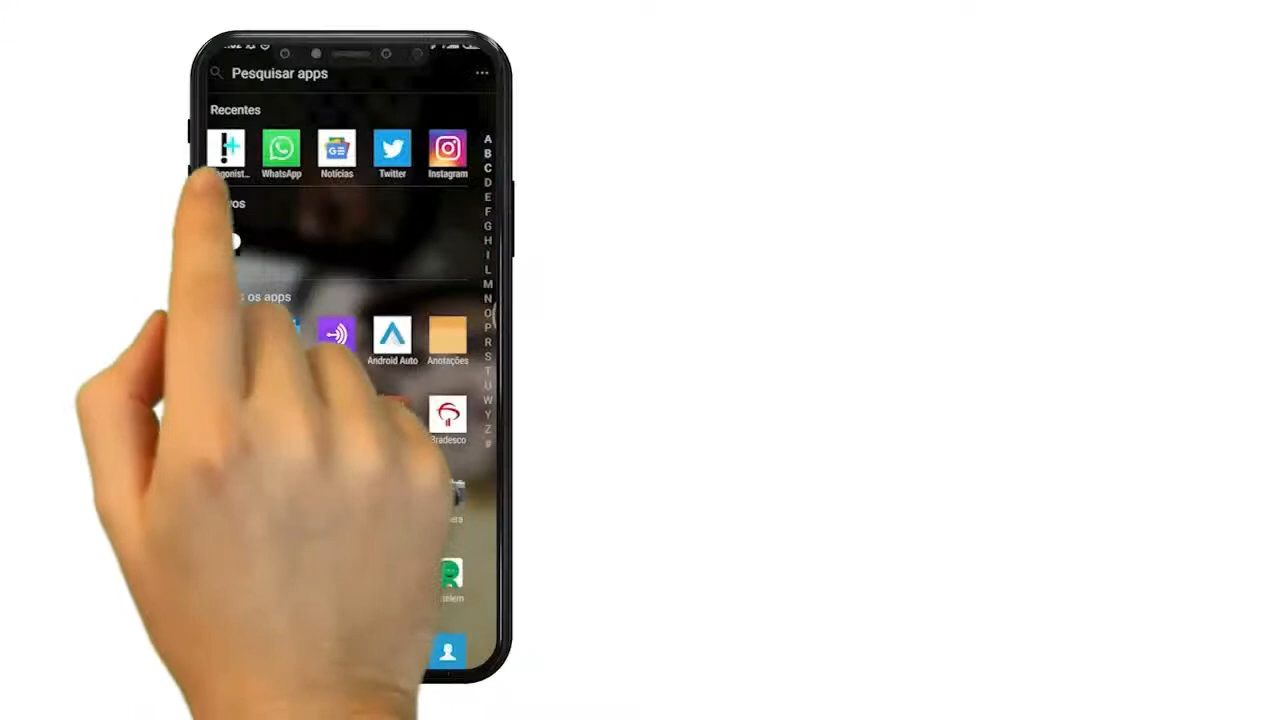 Pesquisar apps
Recentes
WhatsApp Notícias Twitter Instagram
A
B
C
D
E
F
G
H
I
L
M
N
O
P
R
S
T
U
W
Y
Z
#
os apps
Android Auto Anotações
Bradesco